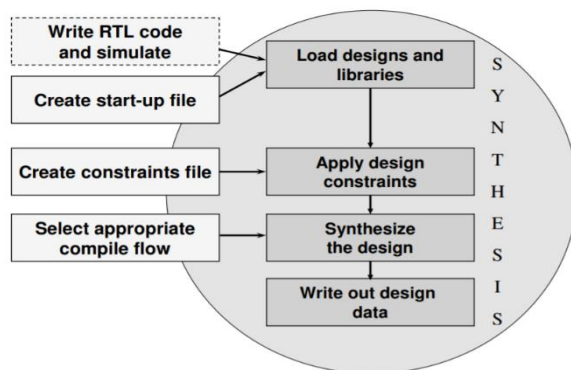 Write RTL code
and simulate
Load designs and
libraries
Create start-up file
Create constraints file
Apply design
constraints
Select appropriate
compile flow
Synthesize
the design
Write out design
data
S
Y
N
T
H
E
S
I
S